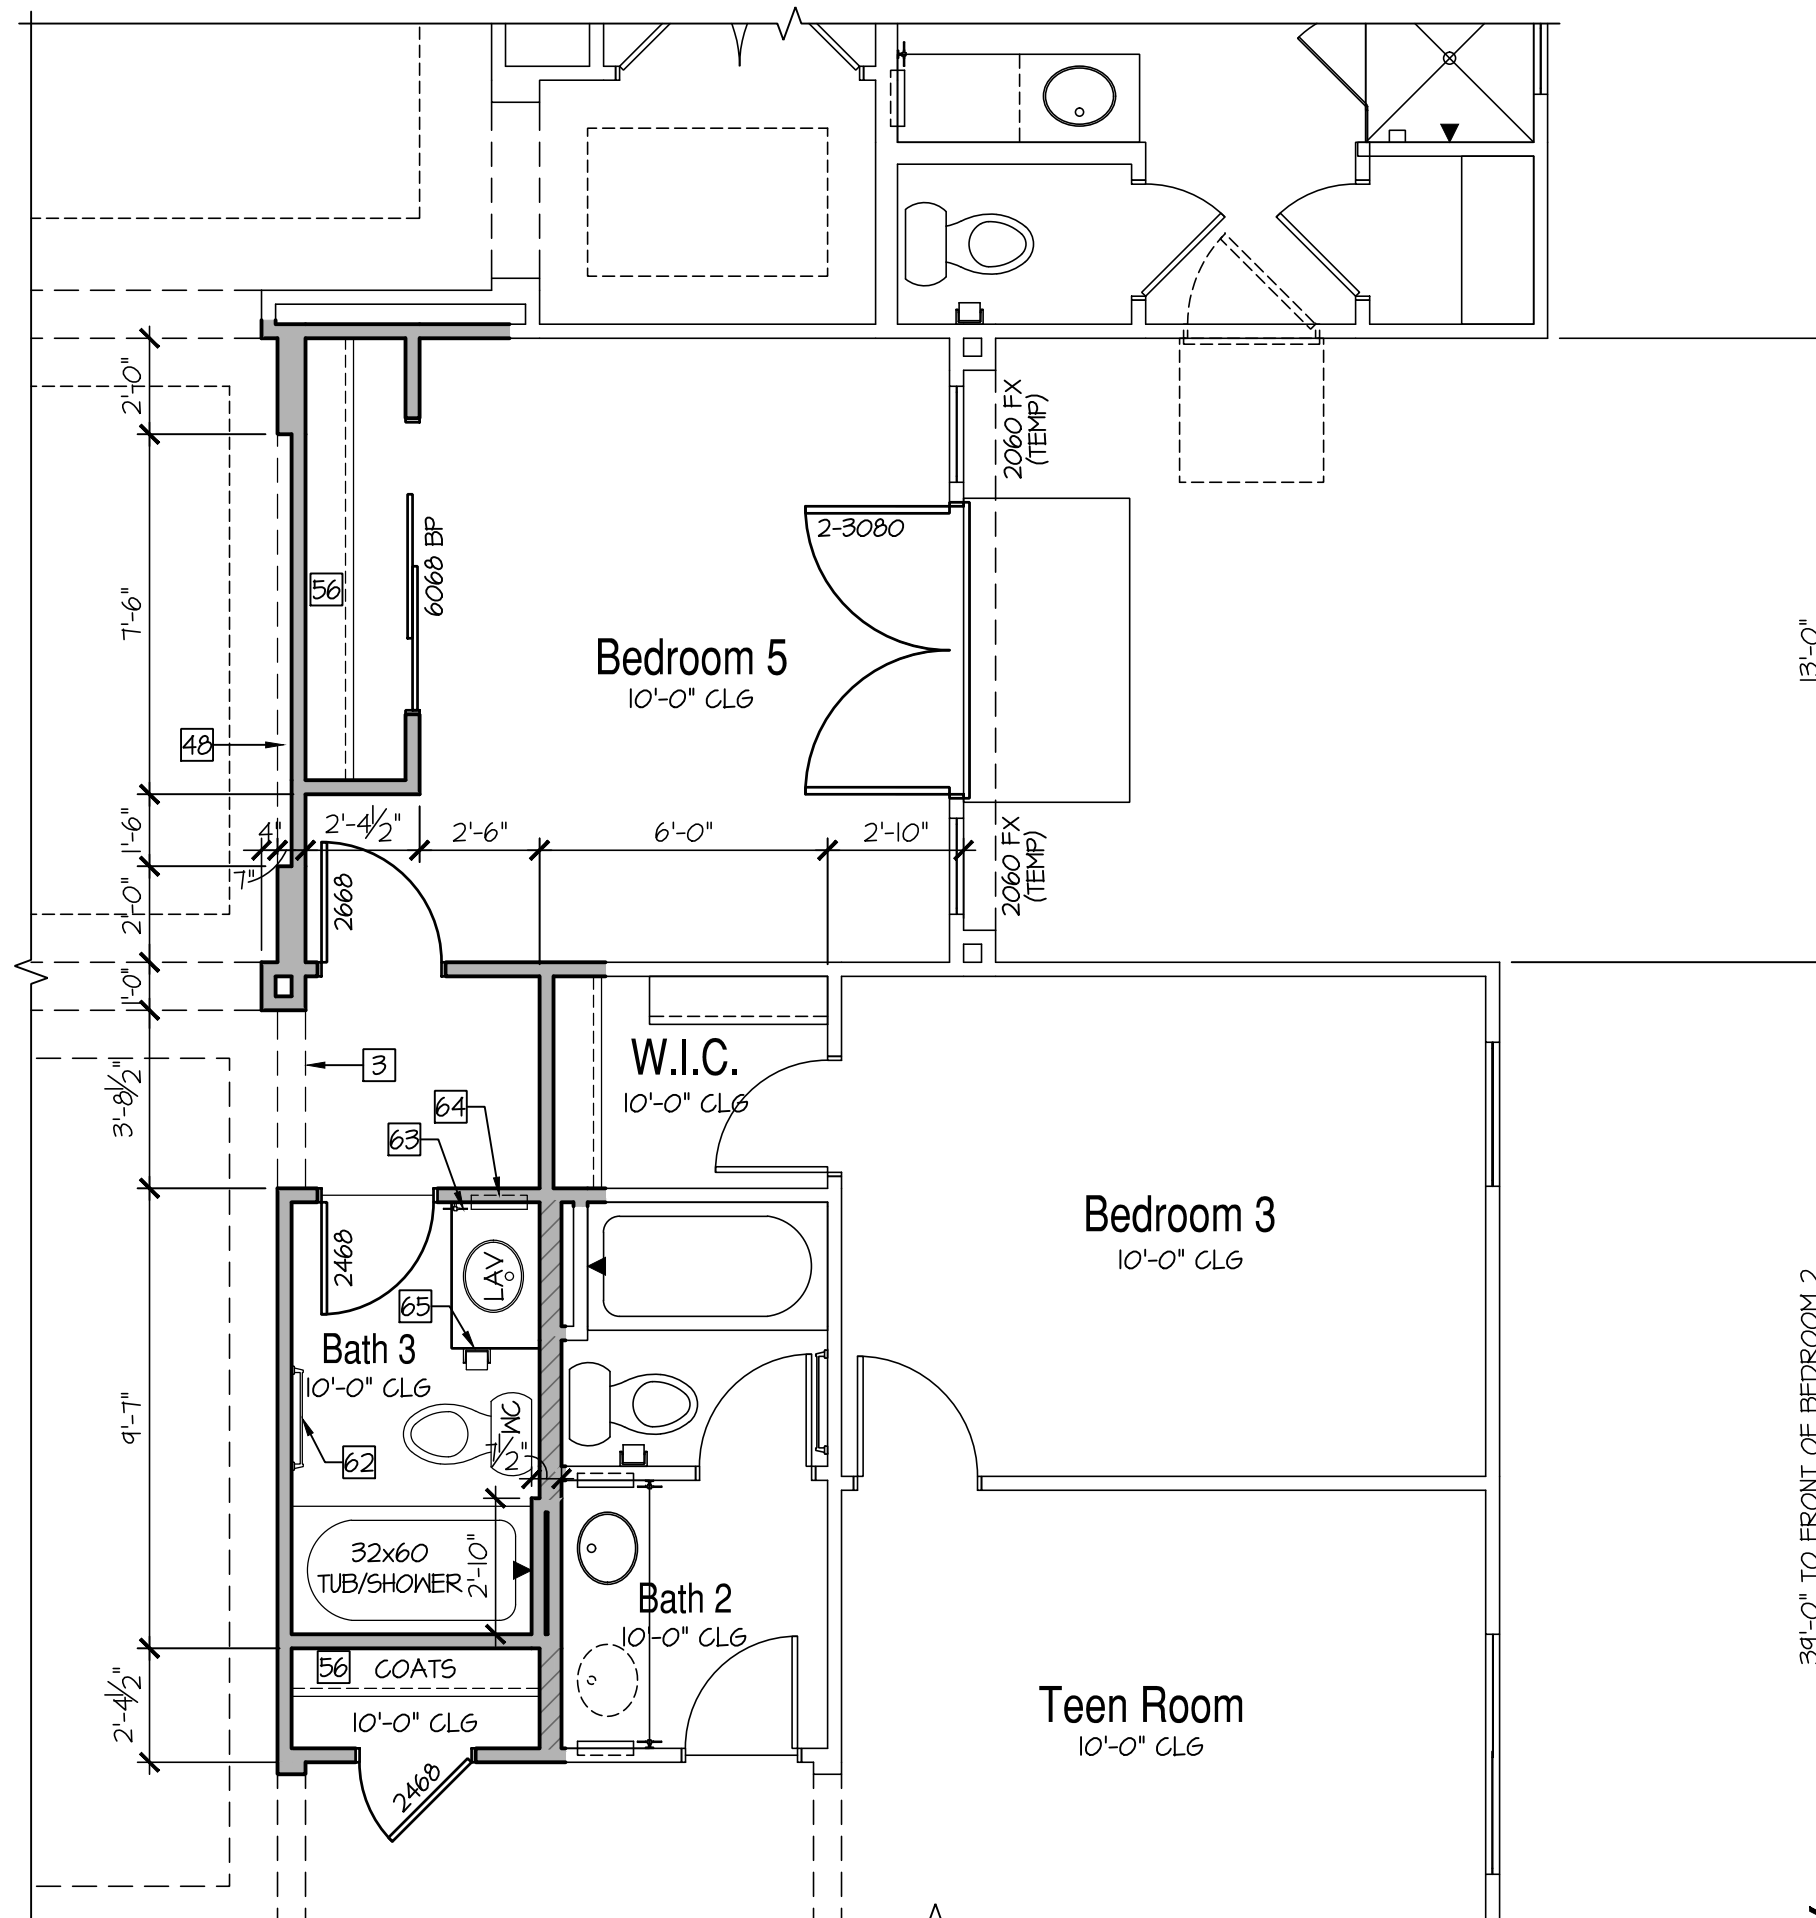 2'-0"
2060 FX
(TEMP)
2-3080
6068 BP
56
7'-6"
13'-0"
Bedroom 5
10'-0" CLG
48
1'-6"
4"
2'-4½"
2'-6"
6'-0"
2'-10"
2060 FX
(TEMP)
7"
2668
2'-0"
1'-0"
W.I.C.
10'-0" CLG
3
3'-8½"
64
63
Bedroom 3
10'-0" CLG
2468
LAV
65
Bath 3
10'-0" CLG
9'-7"
WC
62
39'-0" TO FRONT OF BEDROOM 2
32x60
TUB/SHOWER
2'-10"
Bath 2
10'-0" CLG
56
COATS
2'-4½"
10'-0" CLG
Teen Room
10'-0" CLG
2468